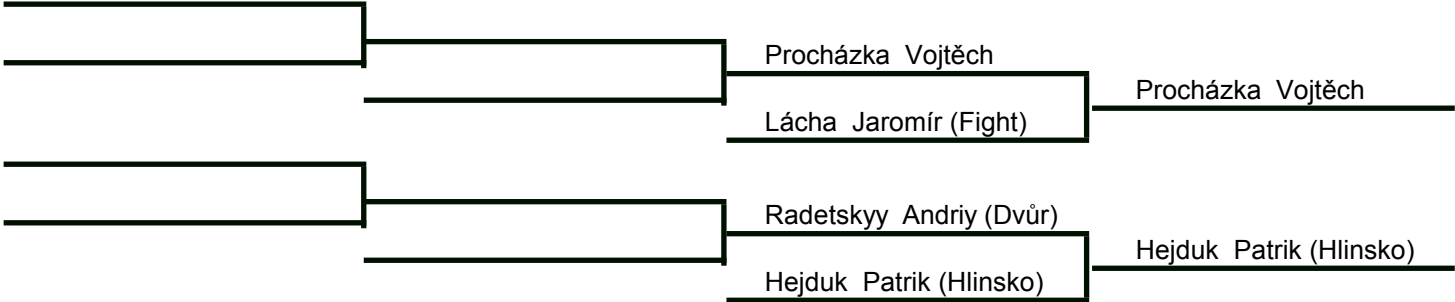 Procházka  Vojtěch
Procházka  Vojtěch
Lácha  Jaromír (Fight)
Radetskyy  Andriy (Dvůr)
Hejduk  Patrik (Hlinsko)
Hejduk  Patrik (Hlinsko)